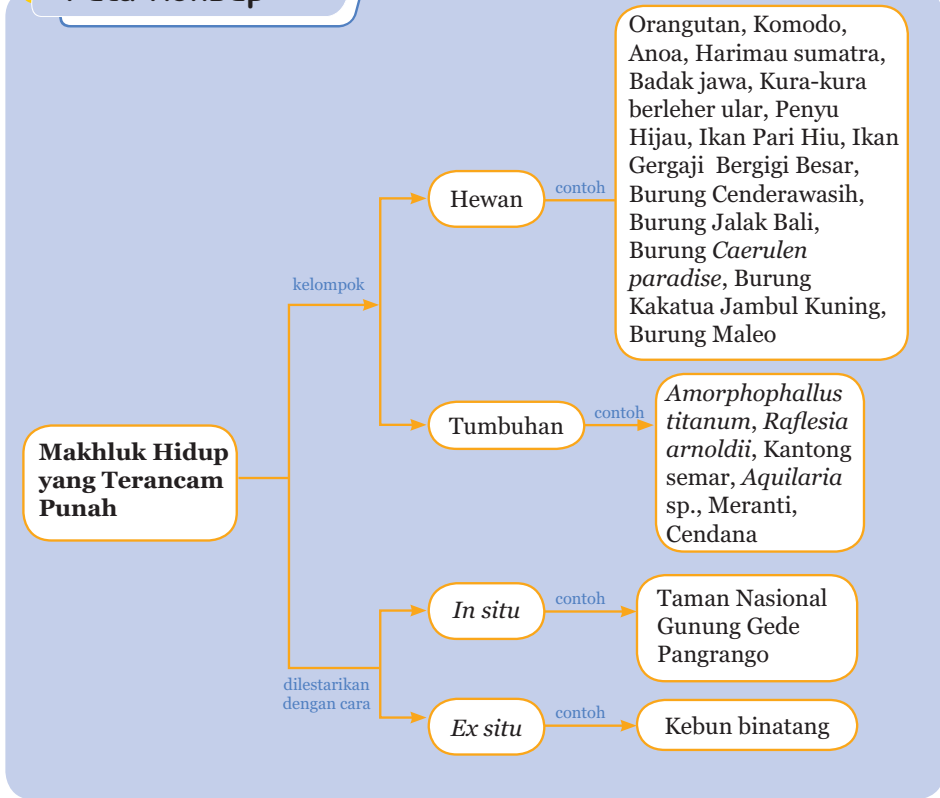 Orangutan, Komodo,
Anoa, Harimau sumatra,
Badak jawa, Kura-kura
berleher ular, Penyu
Hijau, Ikan Pari Hiu, Ikan
Gergaji Bergigi Besar,
Burung Cenderawasih,
Burung Jalak Bali,
Burung Caerulen
paradise, Burung
Kakatua Jambul Kuning,
Burung Maleo
contoh
Hewan
kelompok
Tumbuhan
contoh
Amorphophallus
titanum, Raflesia
arnoldii, Kantong
semar, Aquilaria
sp., Meranti,
Cendana
Makhluk Hidup
yang Terancam
Punah
In situ
contoh
Taman Nasional
Gunung Gede
Pangrango
dilestarikan
dengan cara
Ex situ
contoh
Kebun binatang